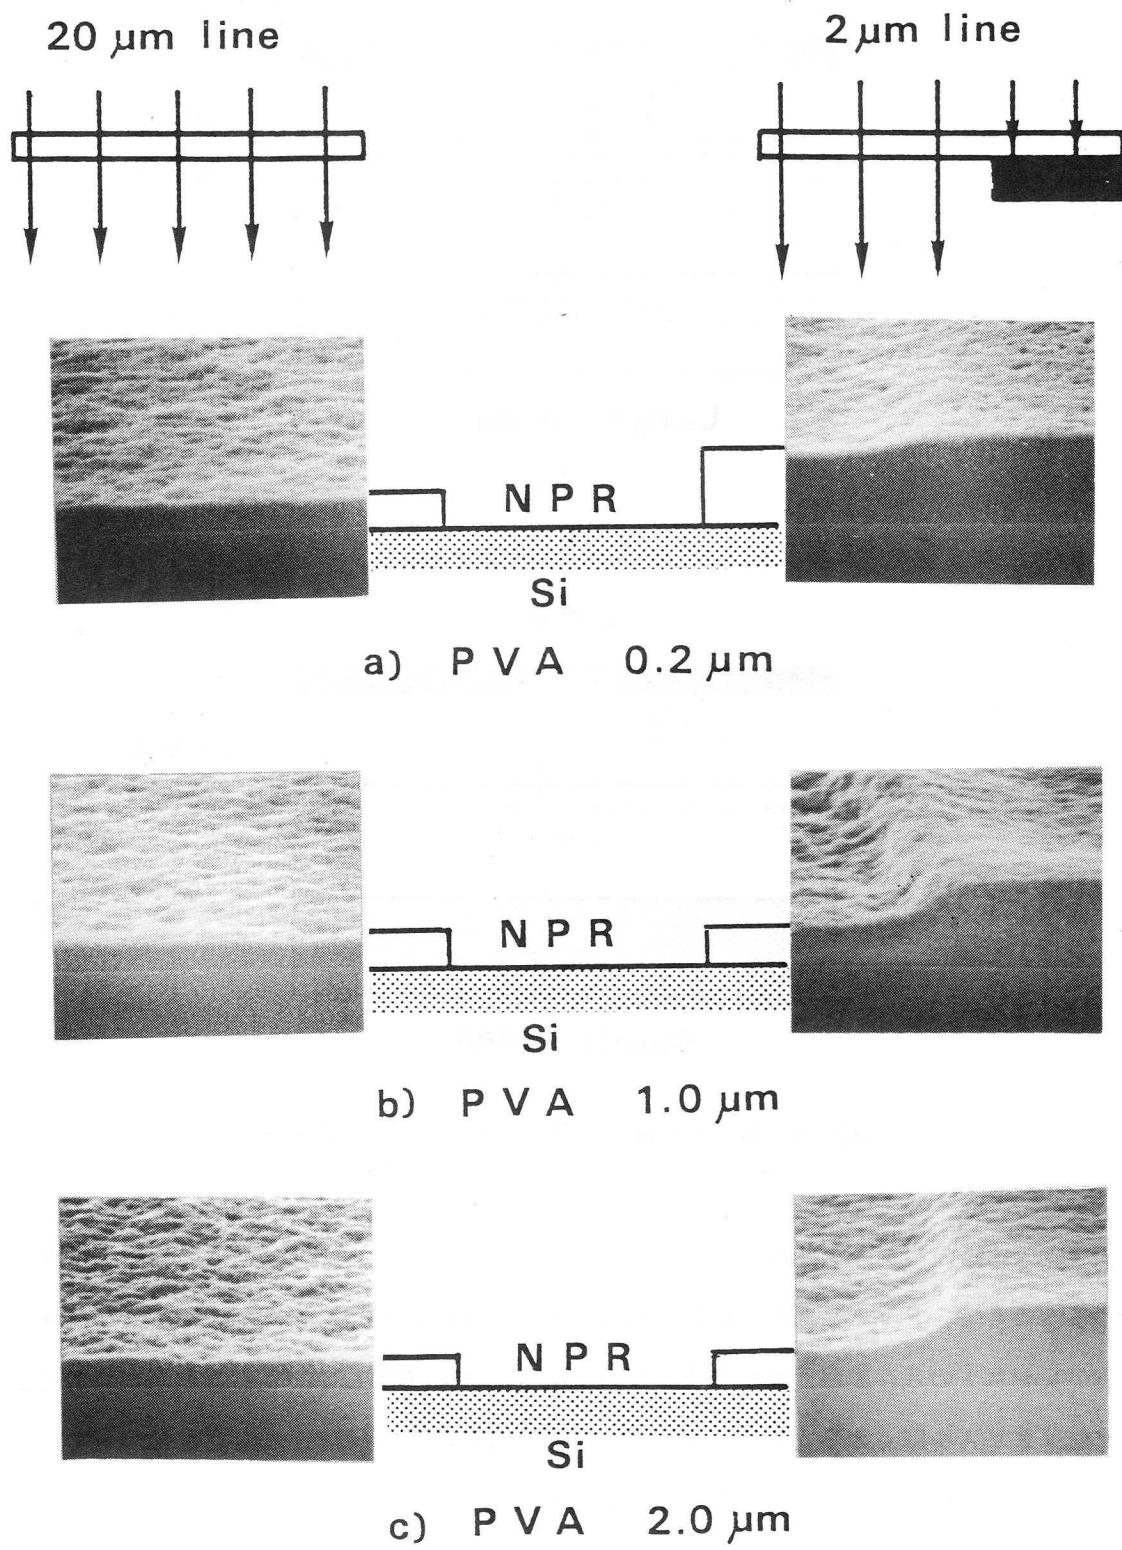 20 μm line
2 μm line
N P R
Si
a) P V A 0.2 μm
N P R
Si
b) P V A 1.0 μm
N P R
Si
c) P V A 2.0 μm